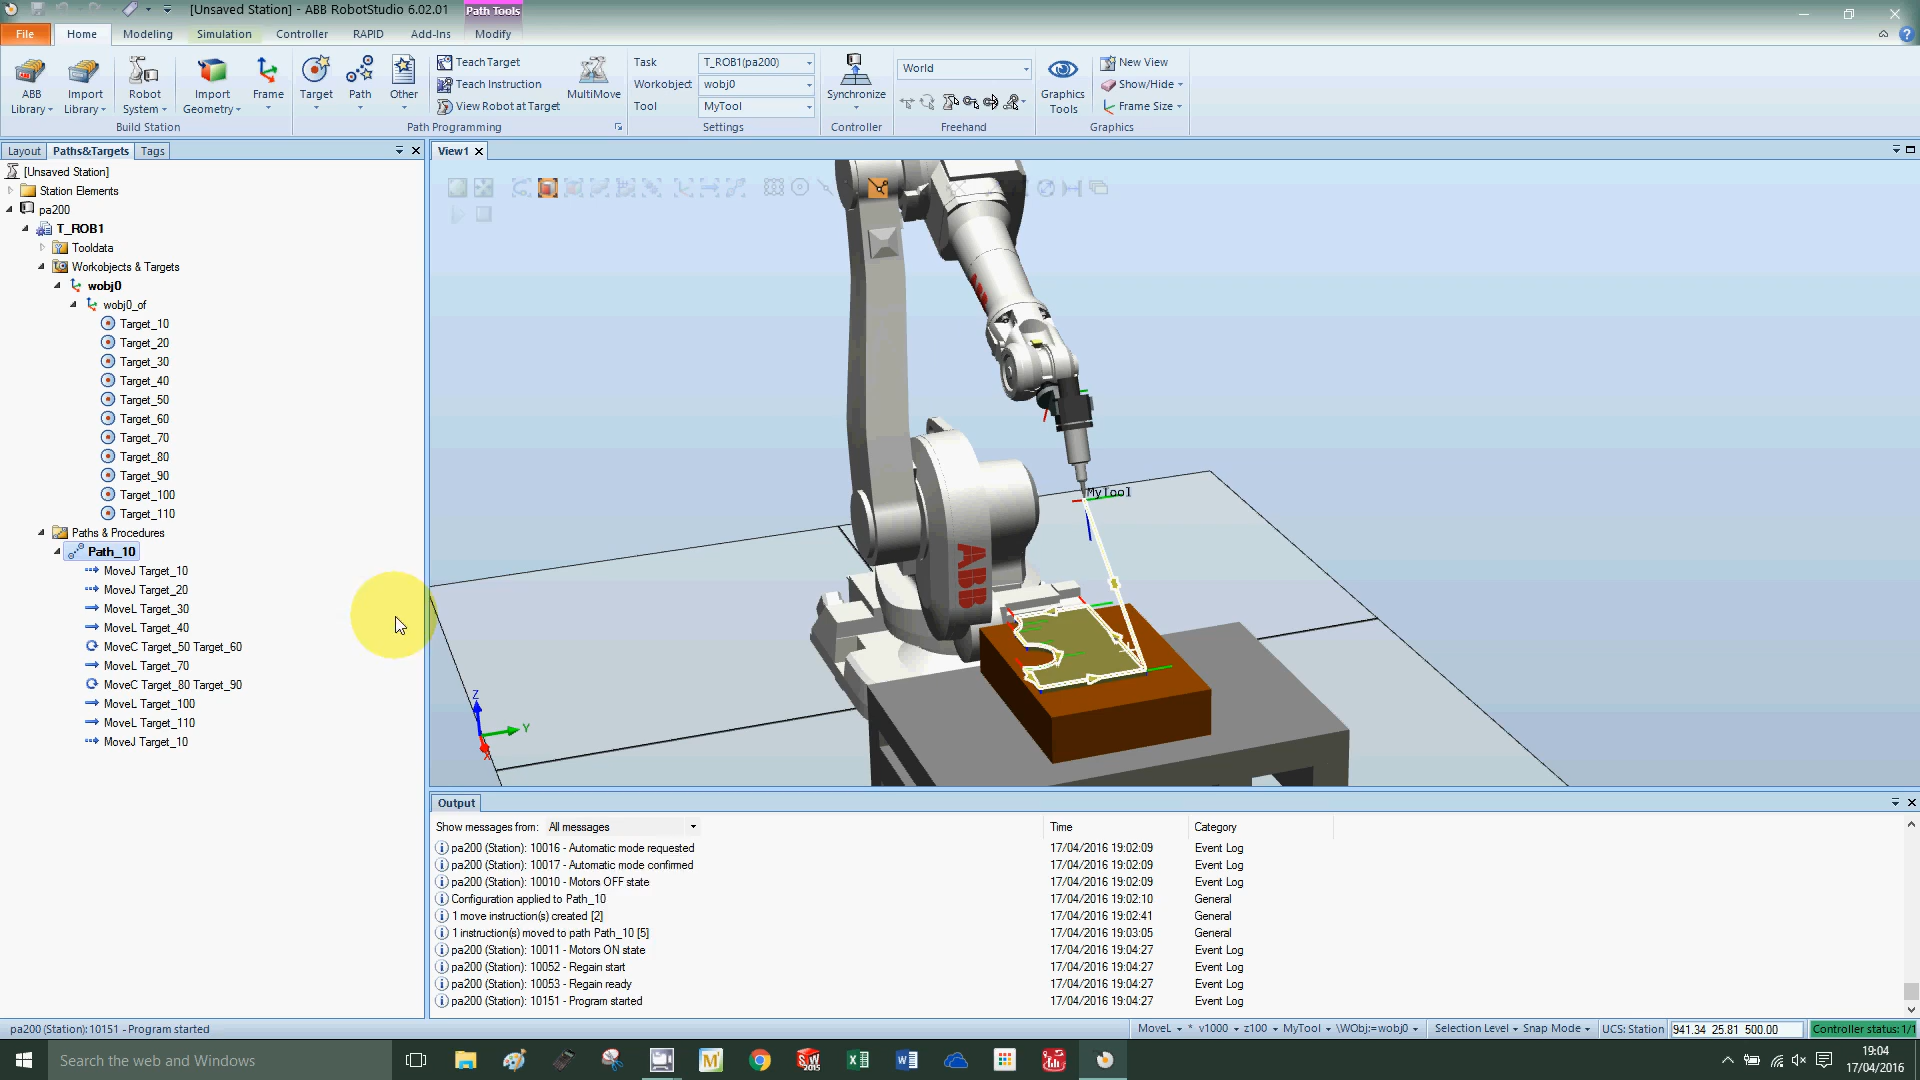 [Unsaved Station] - ABB RobotStudio 6.02.01
Path Tools
File
Home
Modeling
Simulation
Controller
RAPID
Add-Ins
Modify
ABB Library
Import Library
Robot System
Import Geometry
Frame
Build Station
Target
Path
Other
Teach Target
Teach Instruction
View Robot at Target
MultiMove
Path Programming
Task T_ROB1(pa200)
Workobject wobj0
Tool MyTool
Settings
Synchronize
Controller
World
Freehand
Graphics Tools
New View
Show/Hide
Frame Size
Graphics
Layout
Paths&Targets
Tags
View1
[Unsaved Station]
Station Elements
pa200
T_ROB1
Tooldata
Workobjects & Targets
wobj0
wobj0_of
Target_10
Target_20
Target_30
Target_40
Target_50
Target_60
Target_70
Target_80
Target_90
Target_100
Target_110
Paths & Procedures
Path_10
MoveJ Target_10
MoveJ Target_20
MoveL Target_30
MoveL Target_40
MoveC Target_50 Target_60
MoveL Target_70
MoveC Target_80 Target_90
MoveL Target_100
MoveL Target_110
MoveJ Target_10
MyTool
ABB
ABB
Z
Y
X
Output
Show messages from: All messages
Time
Category
pa200 (Station): 10016 - Automatic mode requested 17/04/2016 19:02:09 Event Log
pa200 (Station): 10017 - Automatic mode confirmed 17/04/2016 19:02:09 Event Log
pa200 (Station): 10010 - Motors OFF state 17/04/2016 19:02:09 Event Log
Configuration applied to Path_10 17/04/2016 19:02:10 General
1 move instruction(s) created [2] 17/04/2016 19:02:41 General
1 instruction(s) moved to path Path_10 [5] 17/04/2016 19:03:05 General
pa200 (Station): 10011 - Motors ON state 17/04/2016 19:04:27 Event Log
pa200 (Station): 10052 - Regain start 17/04/2016 19:04:27 Event Log
pa200 (Station): 10053 - Regain ready 17/04/2016 19:04:27 Event Log
pa200 (Station): 10151 - Program started 17/04/2016 19:04:27 Event Log
pa200 (Station): 10151 - Program started
MoveL * v1000 z100 MyTool \WObj:=wobj0 Selection Level Snap Mode UCS: Station 941.34 25.81 500.00 Controller status: 1/1
Search the web and Windows
19:04
17/04/2016